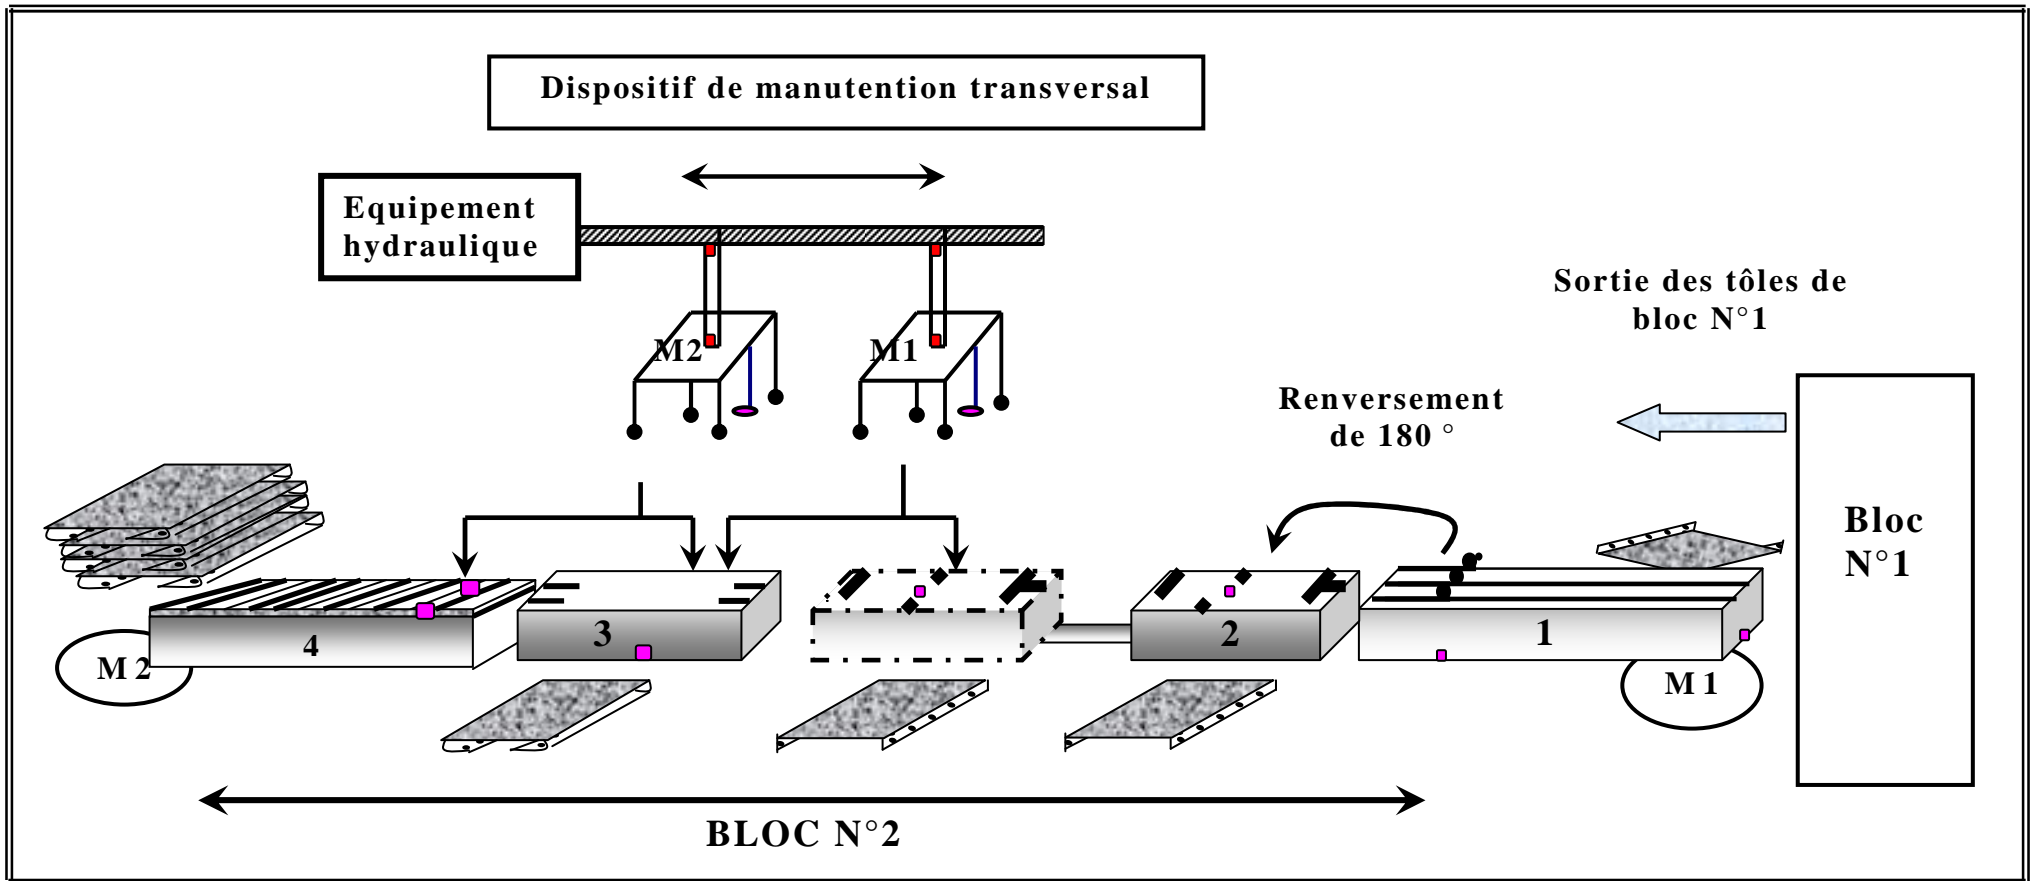 Dispositif de manutention transversal
Equipement
hydraulique
Sortie des tôles de
bloc N°1
M2
M1
Renversement
de 180 °
Bloc
N°1
4
3
2
1
M 2
M 1
BLOC N°2